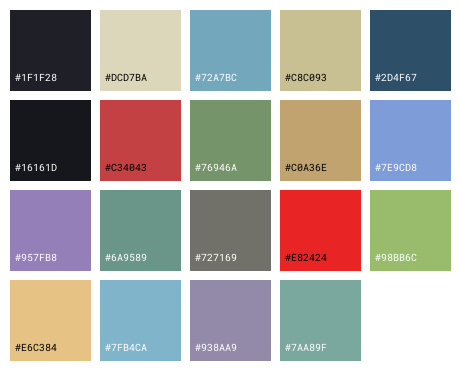 #1F1F28 #DCD7BA #72A7BC #C8C093 #2D4F67
#16161D #C34043 #76946A #C0A36E #7E9CD8
#957FB8 #6A9589 #727169 #E82424 #98BB6C
#E6C384 #7FB4CA #938AA9 #7AA89F